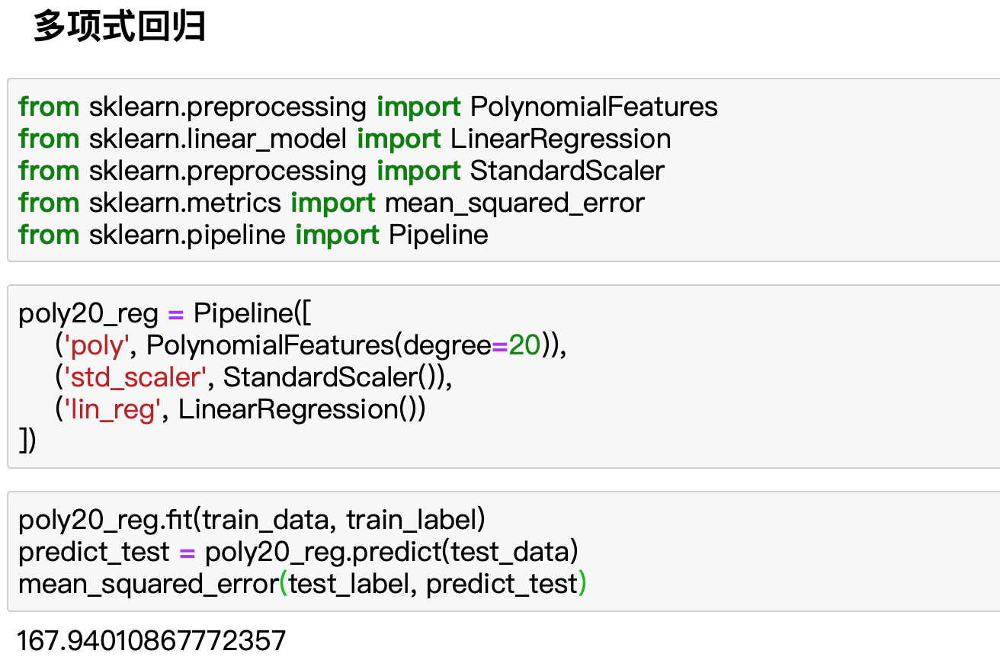 多项式回归
from sklearn.preprocessing import PolynomialFeatures
from sklearn.linear_model import LinearRegression
from sklearn.preprocessing import StandardScaler
from sklearn.metrics import mean_squared_error
from sklearn.pipeline import Pipeline
poly20_reg = Pipeline([
    ('poly', PolynomialFeatures(degree=20)),
    ('std_scaler', StandardScaler()),
    ('lin_reg', LinearRegression())
])
poly20_reg.fit(train_data, train_label)
predict_test = poly20_reg.predict(test_data)
mean_squared_error(test_label, predict_test)
167.94010867772357